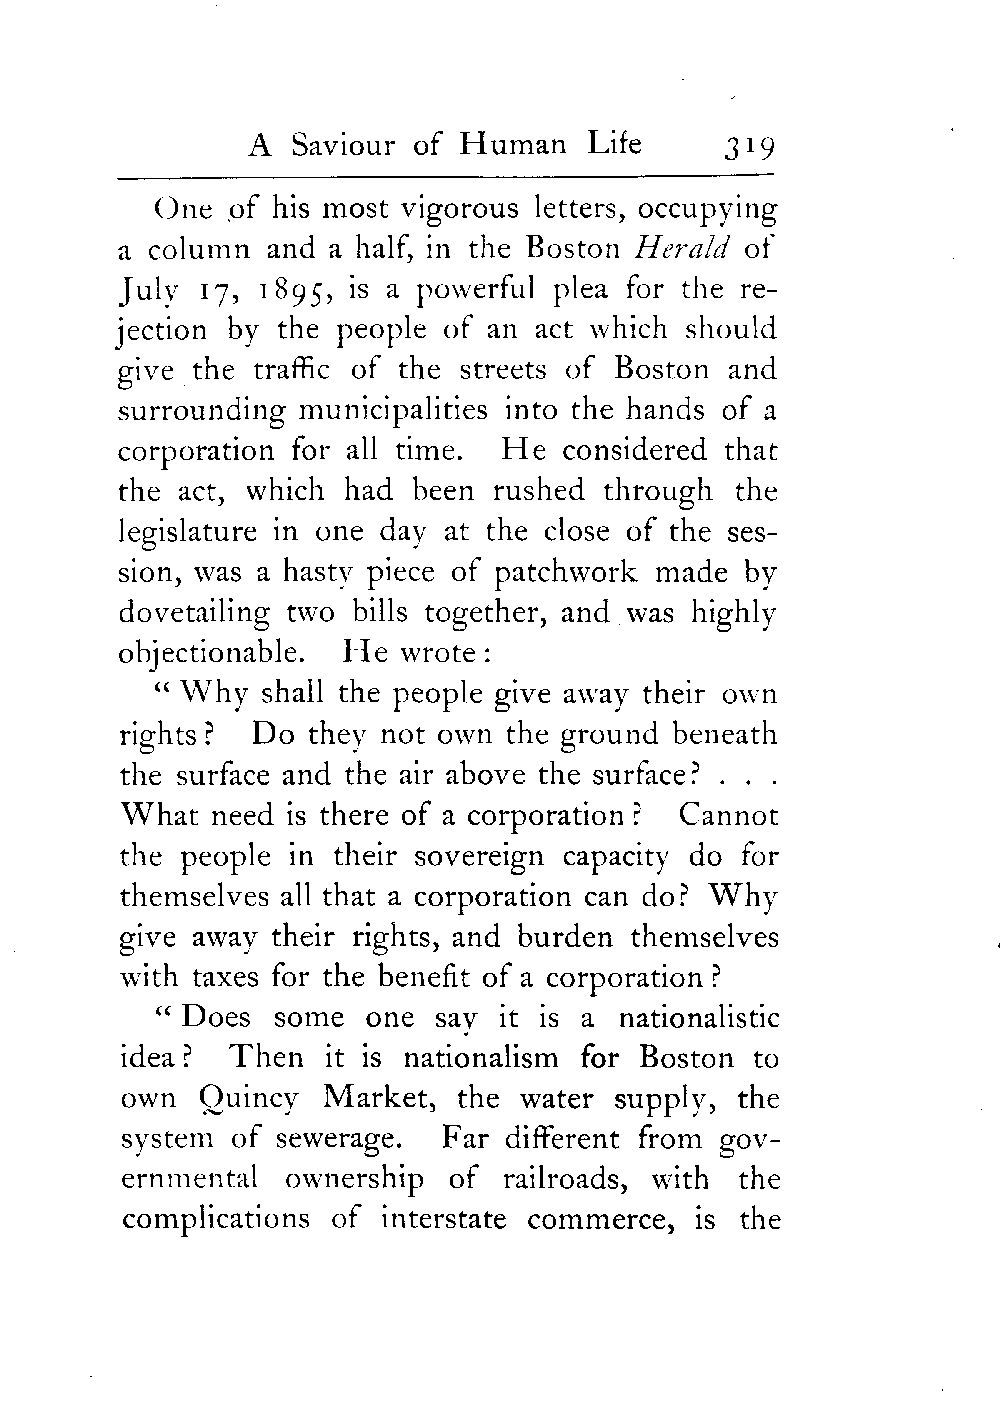 A Saviour of Human Life 319
One of his most vigorous letters, occupying
a column and a half, in the Boston Herald of
July 17, 1895, is a powerful plea for the re-
jection by the people of an act which should
give the traffic of the streets of Boston and
surrounding municipalities into the hands of a
corporation for all time. He considered that
the act, which had been rushed through the
legislature in one day at the close of the ses-
sion, was a hasty piece of patchwork made by
dovetailing two bills together, and was highly
objectionable. He wrote:
“Why shall the people give away their own
rights? Do they not own the ground beneath
the surface and the air above the surface? . . .
What need is there of a corporation? Cannot
the people in their sovereign capacity do for
themselves all that a corporation can do? Why
give away their rights, and burden themselves
with taxes for the benefit of a corporation?
“Does some one say it is a nationalistic
idea? Then it is nationalism for Boston to
own Quincy Market, the water supply, the
system of sewerage. Far different from gov-
ernmental ownership of railroads, with the
complications of interstate commerce, is the